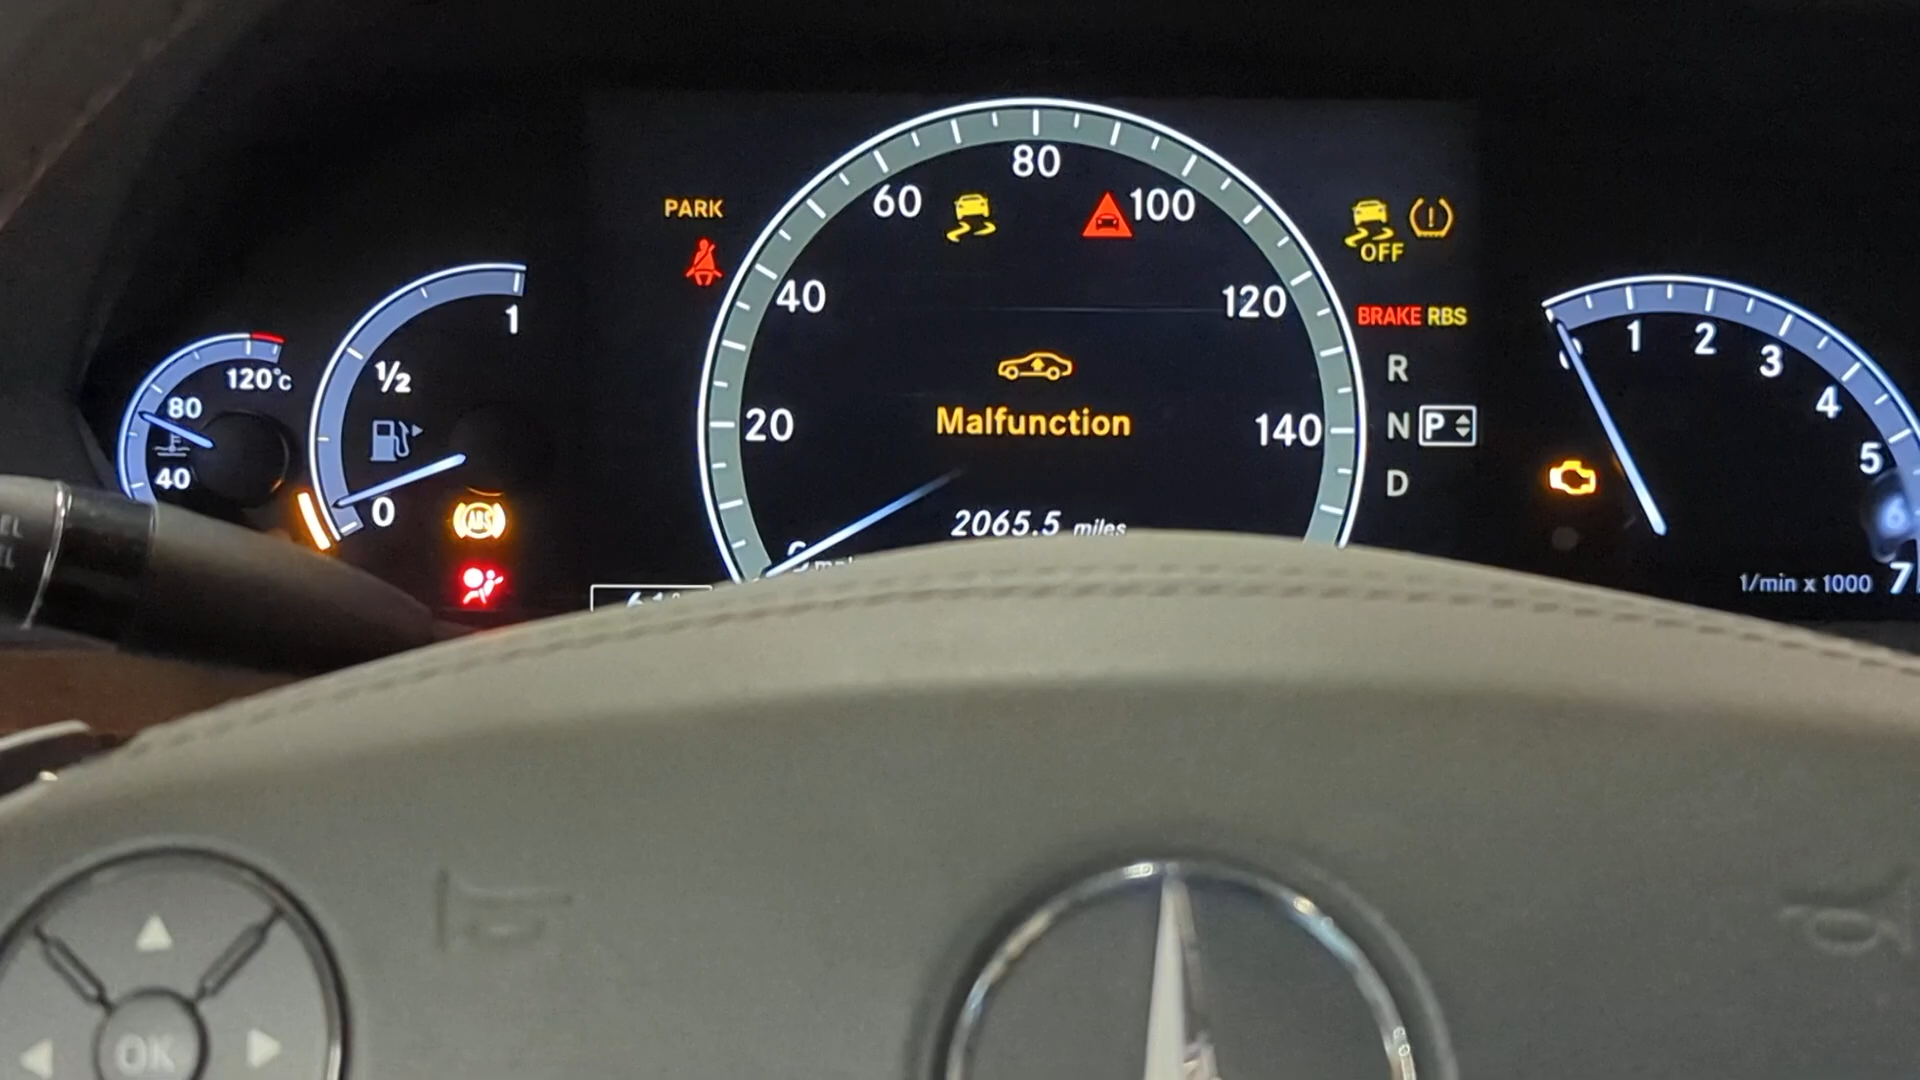 80
60
100
PARK
OFF
40
120
BRAKE RBS
1
1 2 3 4 5 6 7
120°C
½
R
80
Malfunction
20
140
N P
40
0
D
ABS
2065.5 miles
0
1/min x 1000
OK